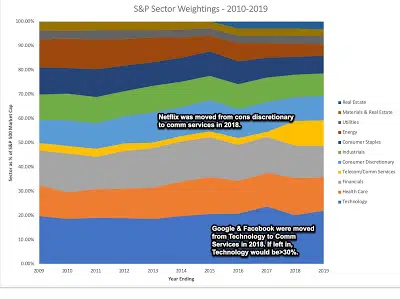 S&P Sector Weightings - 2010-2019
100.00%
90.00%
80.00%
70.00%
60.00%
50.00%
40.00%
30.00%
20.00%
10.00%
0.00%
Sector as % of S&P 500 Market Cap
Netflix was moved from cons discretionary
to comm services in 2018.
Google & Facebook were moved
from Technology to Comm
Services in 2018. If left in,
Technology would be>30%.
2009 2010 2011 2012 2013 2014 2015 2016 2017 2018 2019
Year Ending
Real Estate
Materials & Real Estate
Utilities
Energy
Consumer Staples
Industrials
Consumer Discretionary
Telecom/Comm Services
Financials
Health Care
Technology